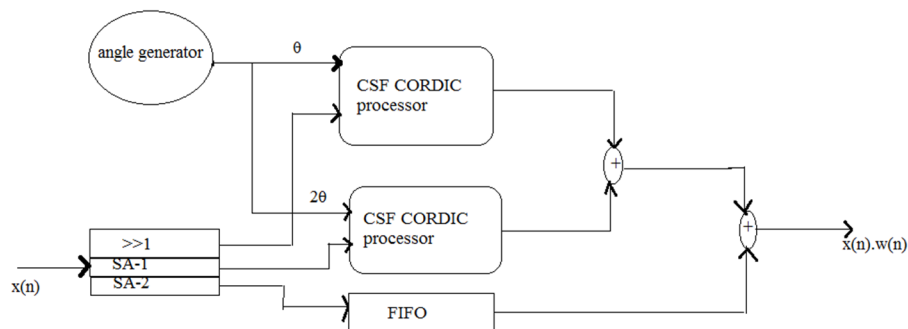 angle generator
θ
CSF CORDIC
processor
+
2θ
CSF CORDIC
processor
+
x(n).w(n)
>>1
SA-1
SA-2
x(n)
FIFO